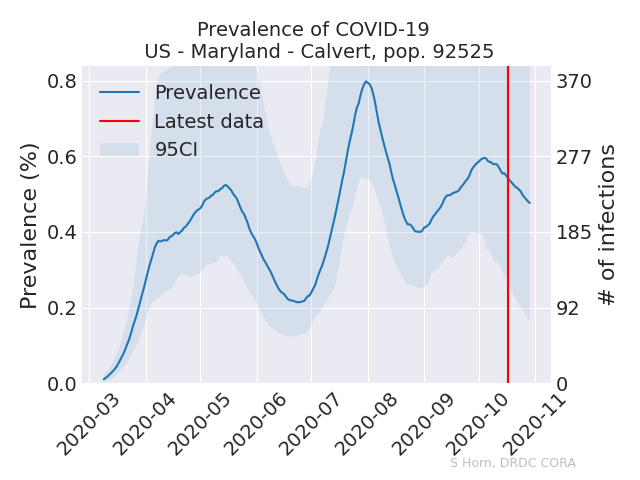 Prevalence of COVID-19
US - Maryland - Calvert, pop. 92525
Prevalence (%)
0.8
0.6
0.4
0.2
0.0
Prevalence
Latest data
95CI
370
277
185
92
0
# of infections
2020-03
2020-04
2020-05
2020-06
2020-07
2020-08
2020-09
2020-10
2020-11
S Horn, DRDC CORA